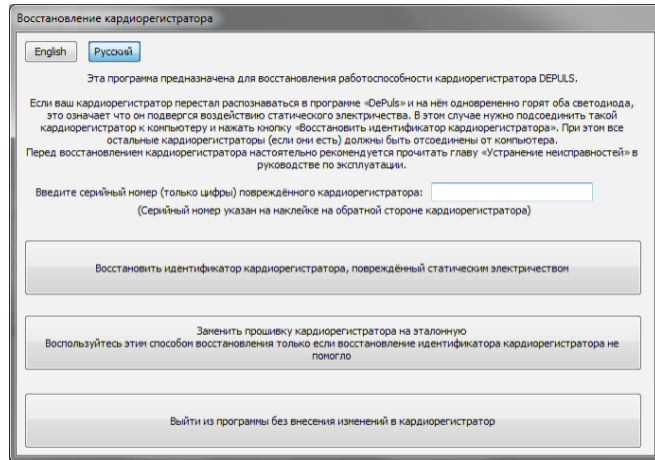 Восстановление кардиорегистратора
English Русский
Эта программа предназначена для восстановления работоспособности кардиорегистратора DEPULS.
Если ваш кардиорегистратор перестал распознаваться в программе «DePuls» и на нём одновременно горят оба светодиода,
это означает что он подвергся воздействию статического электричества. В этом случае нужно подсоединить такой
кардиорегистратор к компьютеру и нажать кнопку «Восстановить идентификатор кардиорегистратора». При этом все
остальные кардиорегистраторы (если они есть) должны быть отсоединены от компьютера.
Перед восстановлением кардиорегистратора настоятельно рекомендуется прочитать главу «Устранение неисправностей» в
руководстве по эксплуатации.
Введите серийный номер (только цифры) повреждённого кардиорегистратора:
(Серийный номер указан на наклейке на обратной стороне кардиорегистратора)
Восстановить идентификатор кардиорегистратора, повреждённый статическим электричеством
Заменить прошивку кардиорегистратора на эталонную
Воспользуйтесь этим способом восстановления только если восстановление идентификатора кардиорегистратора не
помогло
Выйти из программы без внесения изменений в кардиорегистратор